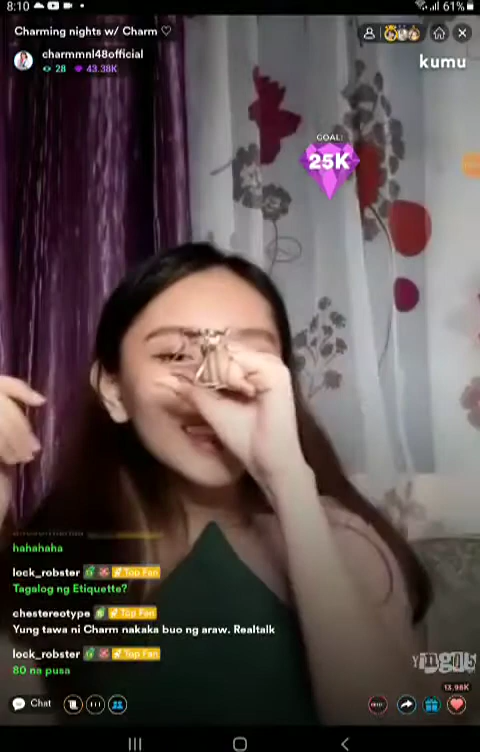 8:10
61%
Charming nights w/ Charm ♡
charmmnl48official
28 43.38K
kumu
GOAL:
25K
hahahaha
lock_robster Top Fan
Tagalog ng Etiquette?
chestereotype Top Fan
Yung tawa ni Charm nakaka buo ng araw. Realtalk
lock_robster Top Fan
80 na pusa
13.98K
Chat